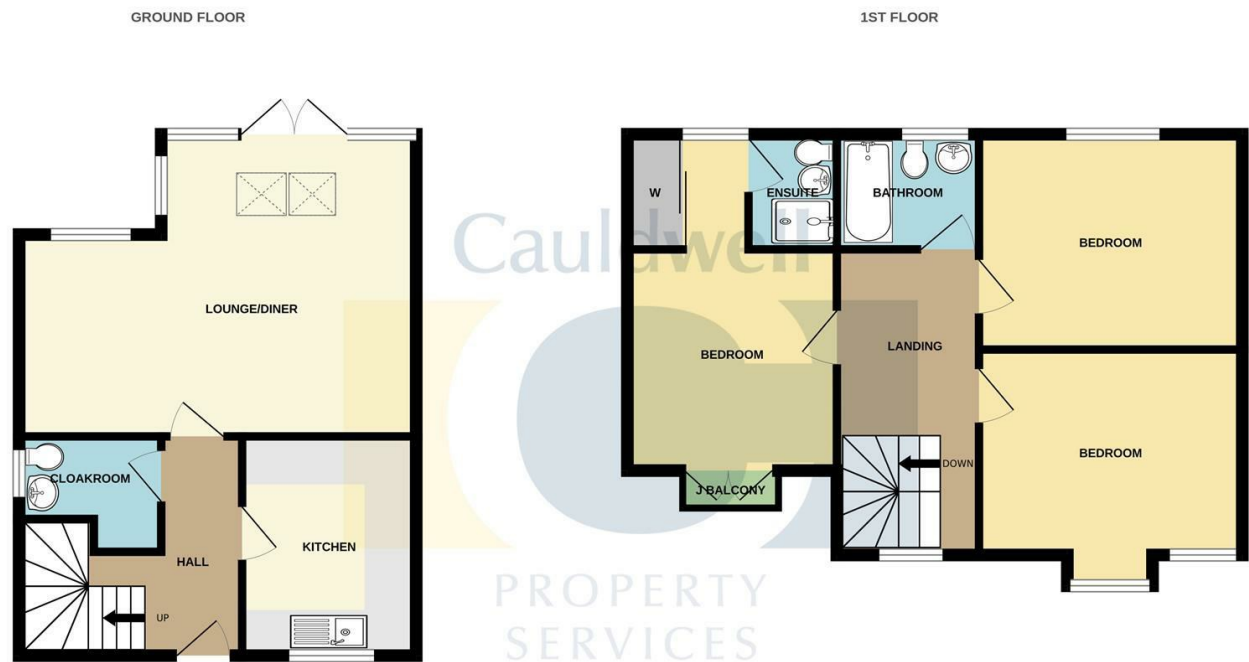 GROUND FLOOR
1ST FLOOR
LOUNGE/DINER
CLOAKROOM
HALL
UP
KITCHEN
W
ENSUITE
BATHROOM
BEDROOM
BEDROOM
LANDING
BEDROOM
DOWN
J BALCONY
Cauldwell
PROPERTY
SERVICES